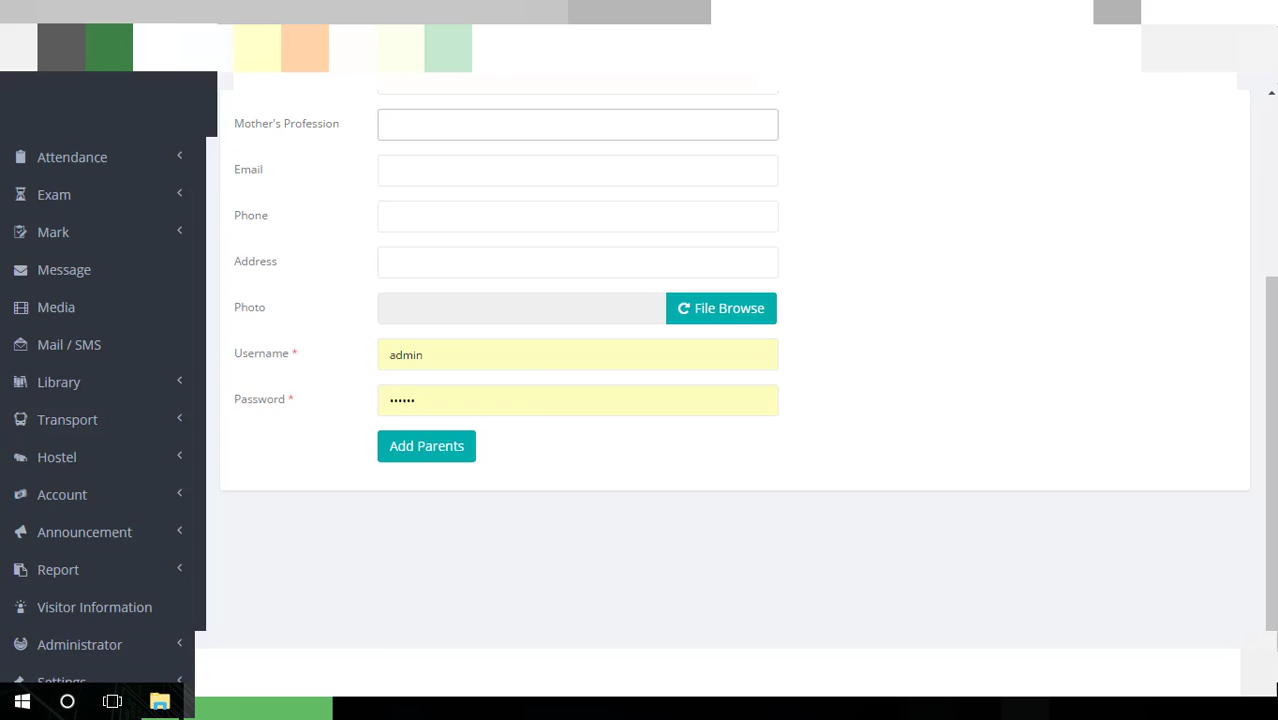 Mother's Profession
Email
Phone
Address
Photo
File Browse
Username *
admin
Password *
••••••
Add Parents
Attendance
Exam
Mark
Message
Media
Mail / SMS
Library
Transport
Hostel
Account
Announcement
Report
Visitor Information
Administrator
Settings